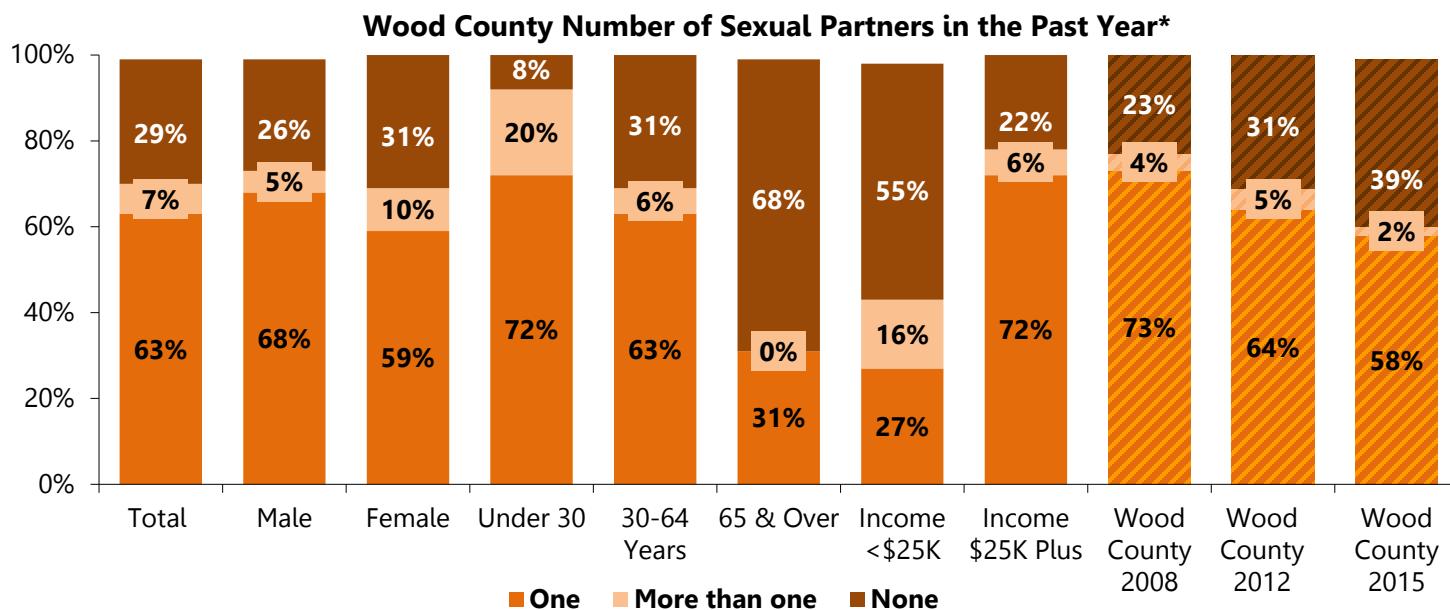 Wood County Number of Sexual Partners in the Past Year*
100%
80%
60%
40%
20%
0%
29%
7%
63%
26%
5%
68%
31%
10%
59%
8%
20%
72%
31%
6%
63%
68%
0%
31%
55%
16%
27%
22%
6%
72%
23%
4%
73%
31%
5%
64%
39%
2%
58%
Total
Male
Female
Under 30
30-64
Years
65 & Over
Income
<$25K
Income
$25K Plus
Wood
County
2008
Wood
County
2012
Wood
County
2015
One
More than one
None